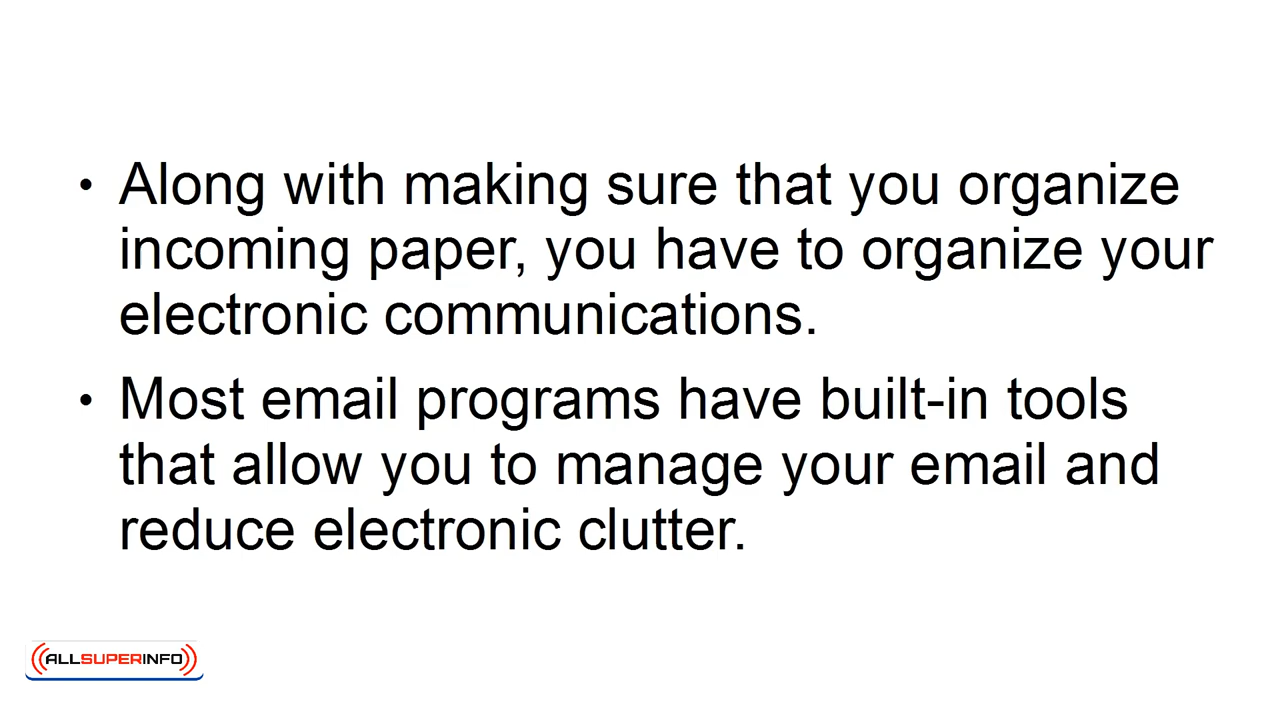 • Along with making sure that you organize
incoming paper, you have to organize your
electronic communications.
• Most email programs have built-in tools
that allow you to manage your email and
reduce electronic clutter.
ALLSUPERINFO